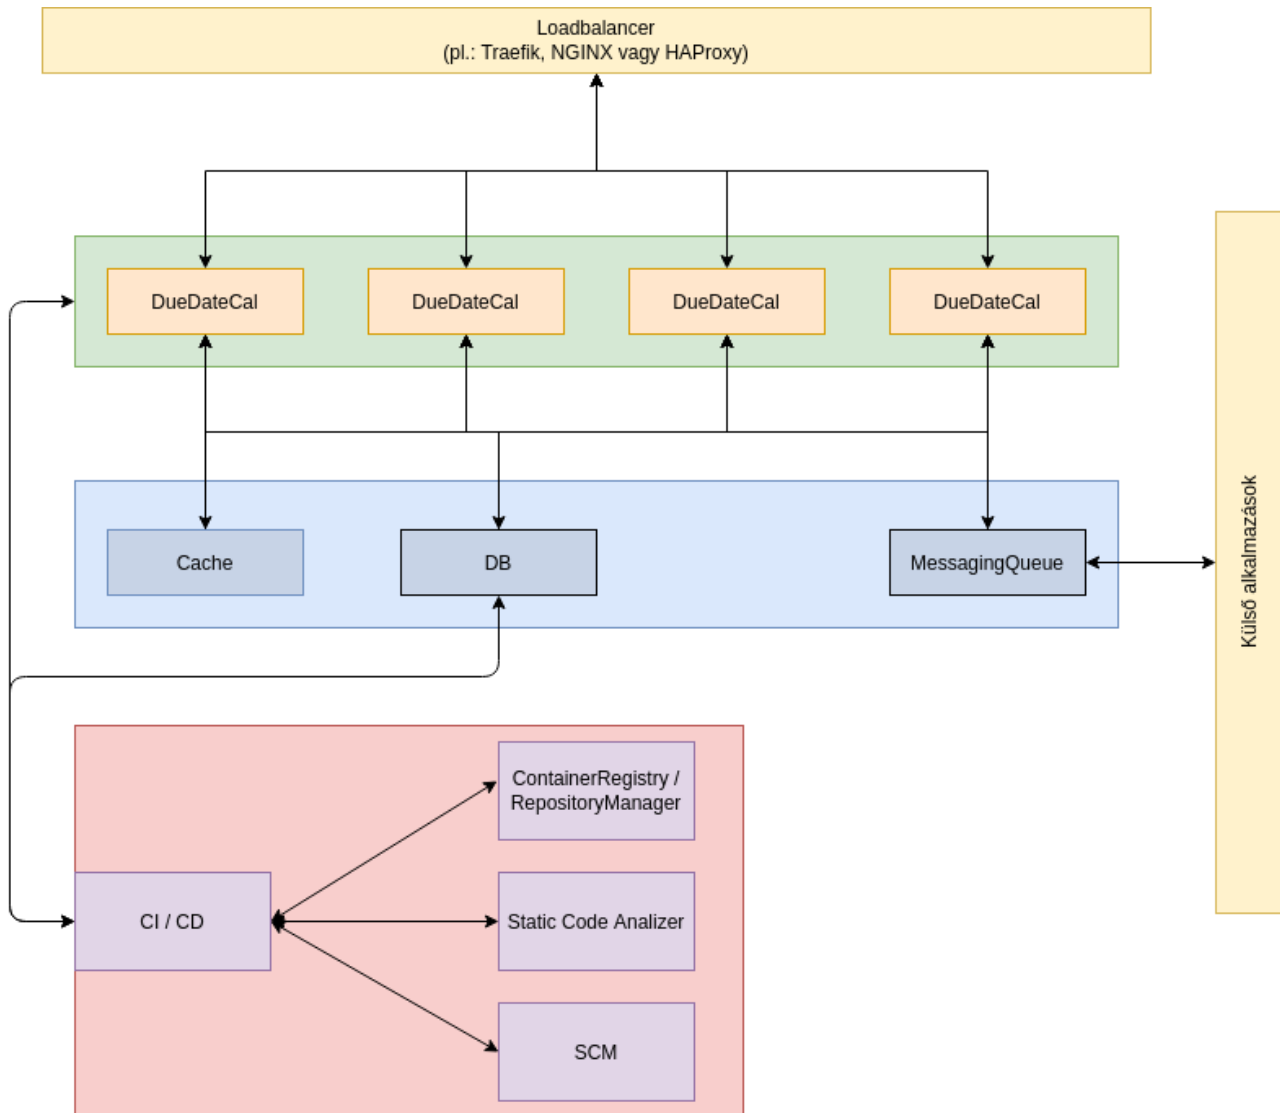 Loadbalancer
(pl.: Traefik, NGINX vagy HAProxy)
DueDateCal
DueDateCal
DueDateCal
DueDateCal
Cache
DB
MessagingQueue
Külső alkalmazások
ContainerRegistry /
RepositoryManager
CI / CD
Static Code Analizer
SCM